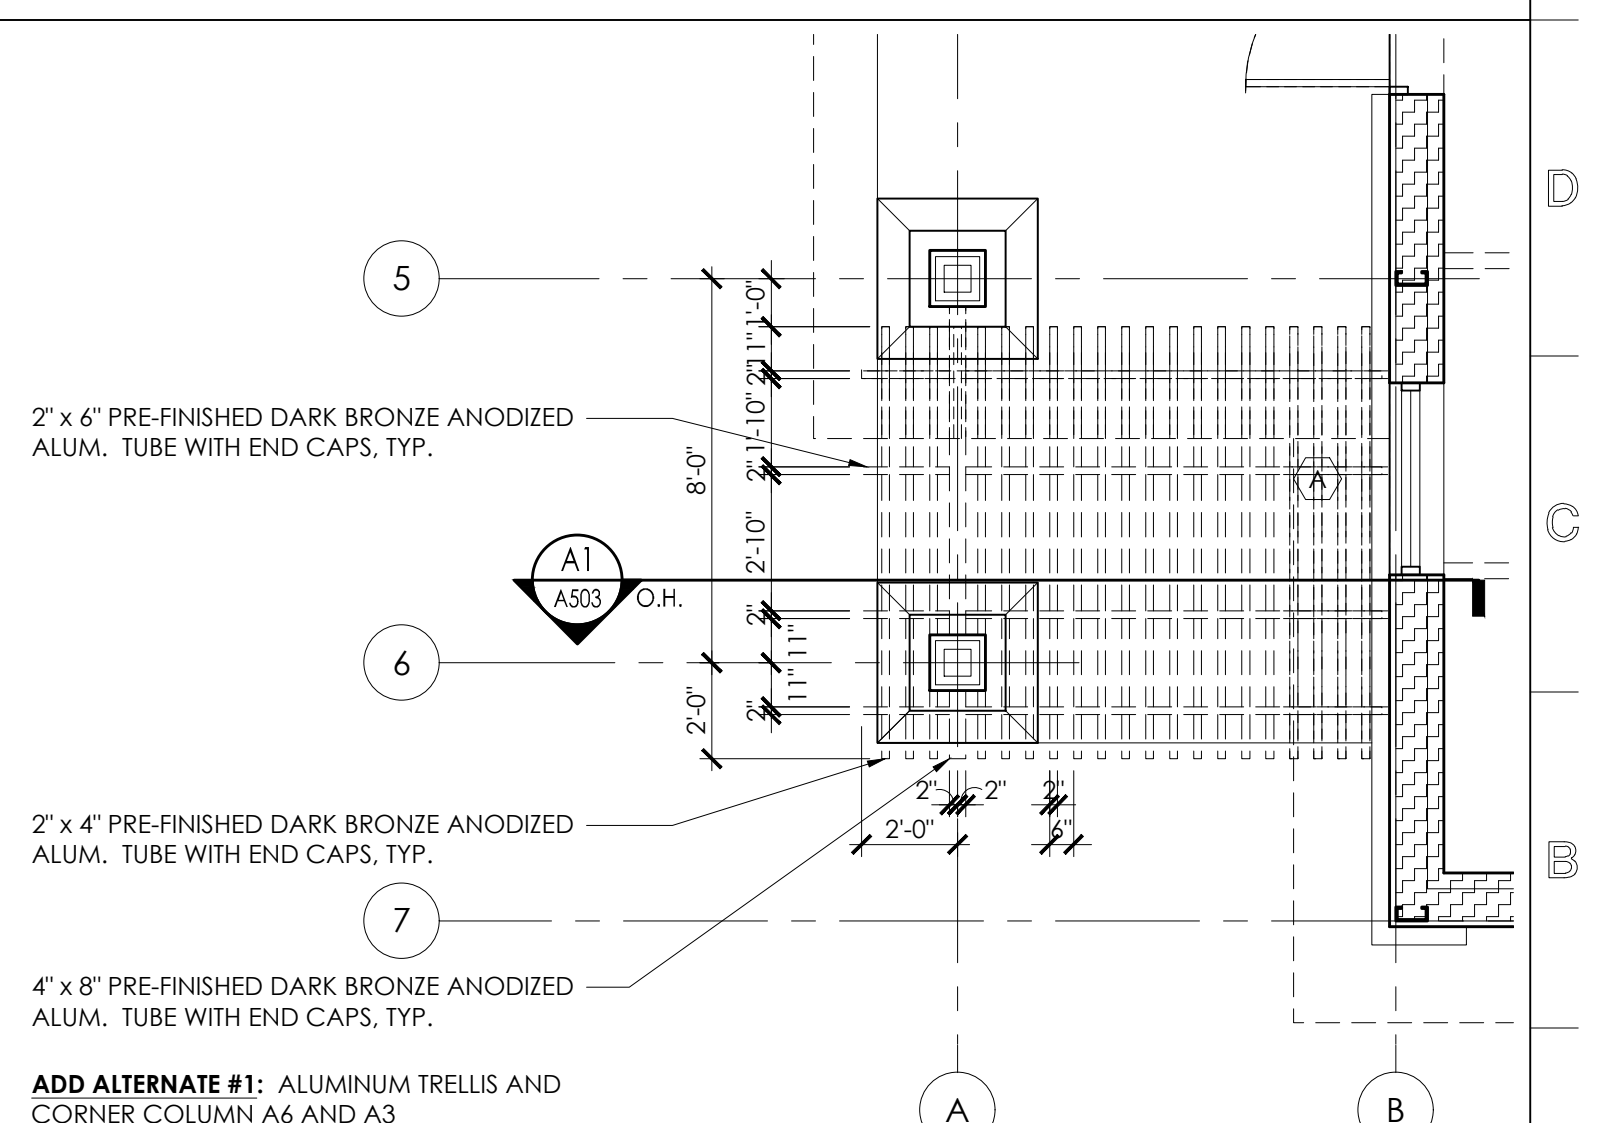 D
5
1'-0"
11"
2"
1'-10"
2" x 6" PRE-FINISHED DARK BRONZE ANODIZED
ALUM. TUBE WITH END CAPS, TYP.
8'-0"
2"
A
C
2'-10"
A1
A503
O.H.
2"
11"
6
11"
2'-0"
2"
2"
2"
2"
2" x 4" PRE-FINISHED DARK BRONZE ANODIZED
ALUM. TUBE WITH END CAPS, TYP.
2'-0"
6"
B
7
4" x 8" PRE-FINISHED DARK BRONZE ANODIZED
ALUM. TUBE WITH END CAPS, TYP.
ADD ALTERNATE #1: ALUMINUM TRELLIS AND
CORNER COLUMN A6 AND A3
A
B